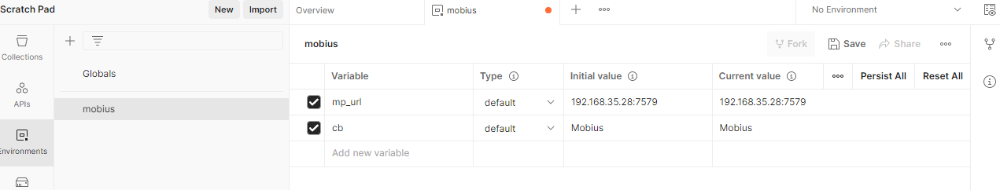 Scratch Pad New Import Overview mobius No Environment
Collections
APIs
Environments
Globals
mobius
mobius Fork Save Share
Variable Type Initial value Current value Persist All Reset All
mp_url default 192.168.35.28:7579 192.168.35.28:7579
cb default Mobius Mobius
Add new variable